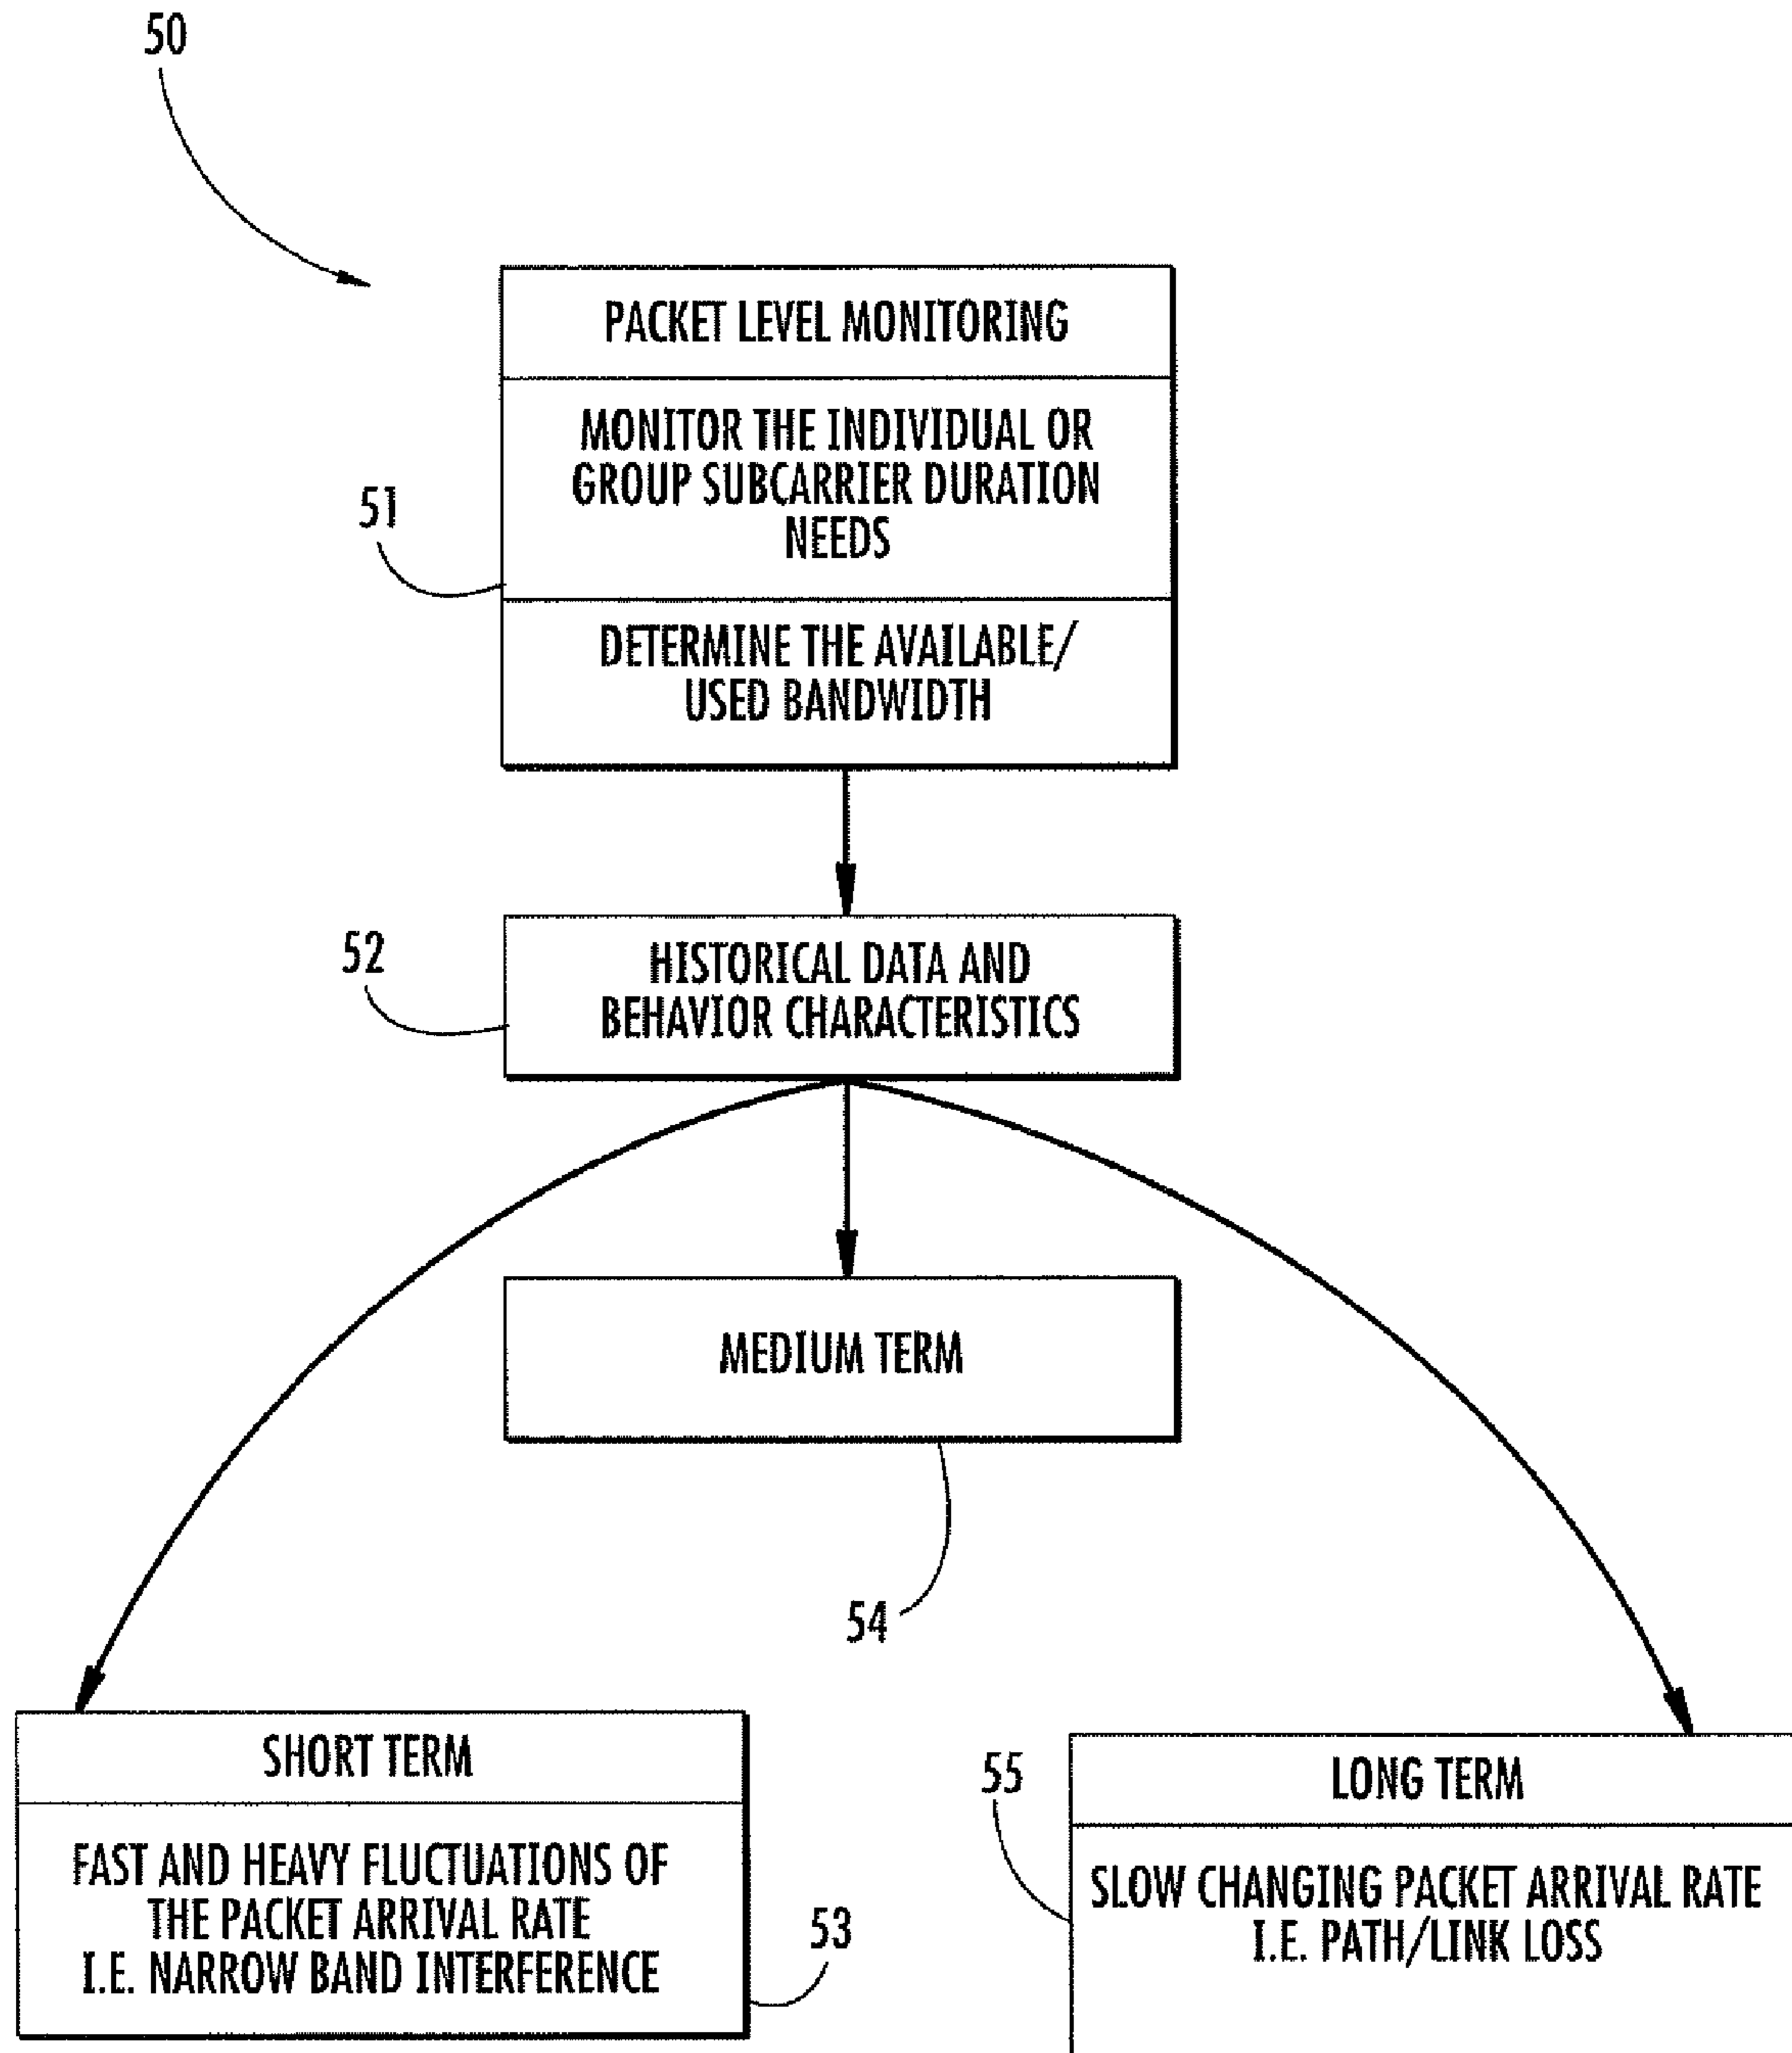 50
PACKET LEVEL MONITORING
MONITOR THE INDIVIDUAL OR
GROUP SUBCARRIER DURATION
NEEDS
51
DETERMINE THE AVAILABLE/
USED BANDWIDTH
52
HISTORICAL DATA AND
BEHAVIOR CHARACTERISTICS
MEDIUM TERM
54
SHORT TERM
FAST AND HEAVY FLUCTUATIONS OF
THE PACKET ARRIVAL RATE
I.E. NARROW BAND INTERFERENCE
53
55
LONG TERM
SLOW CHANGING PACKET ARRIVAL RATE
I.E. PATH/LINK LOSS